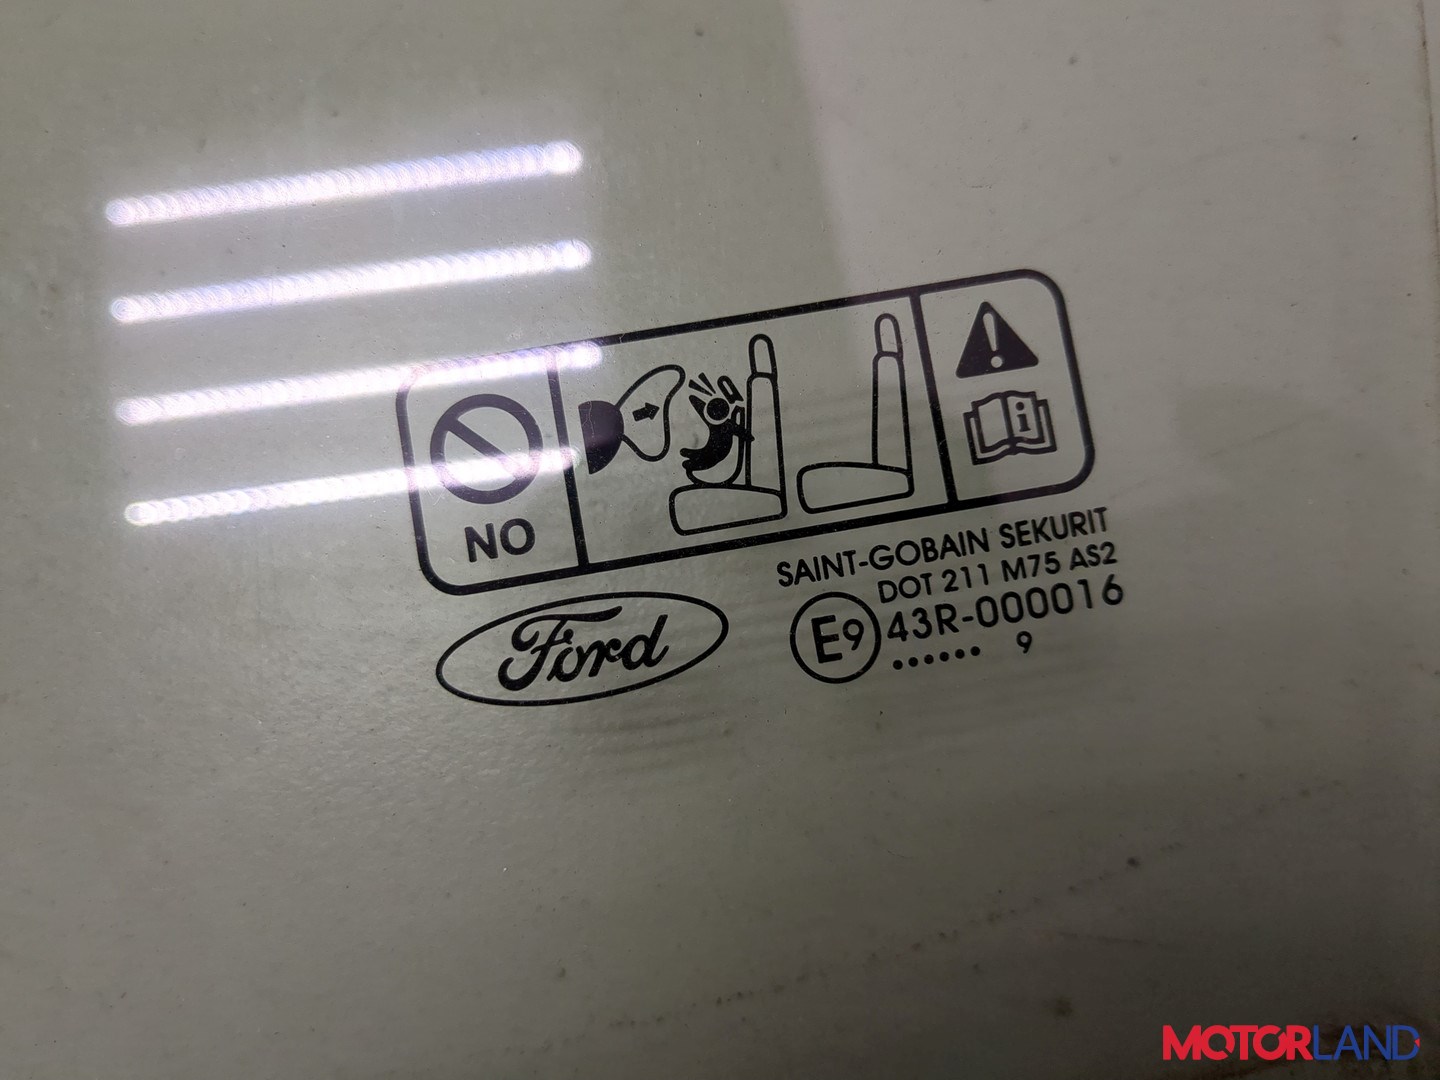 NO
i
SAINT-GOBAIN SEKURIT
DOT 211 M75 AS2
E9 43R-000016
...... 9
Ford
MOTORLAND